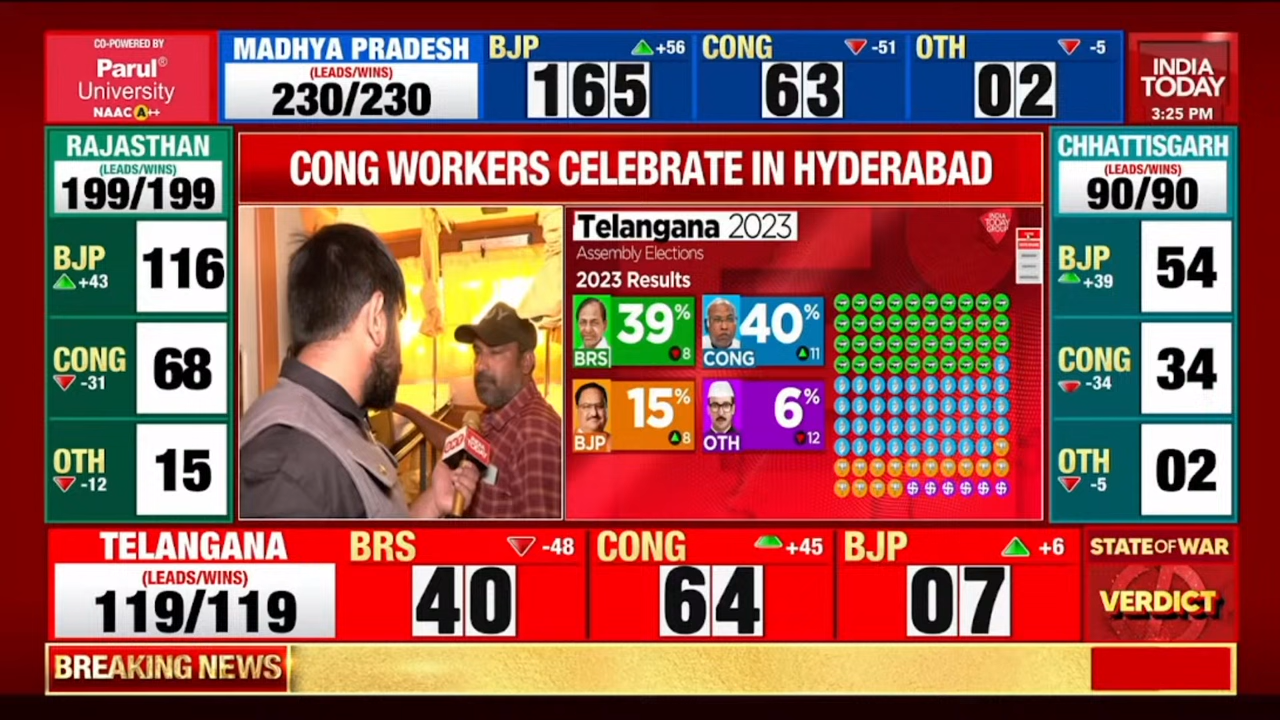 CO-POWERED BY
Parul®
University
NAAC A++
MADHYA PRADESH
(LEADS/WINS)
230/230
BJP +56
165
CONG -51
63
OTH -5
02
INDIA
TODAY
3:25 PM
RAJASTHAN
(LEADS/WINS)
199/199
BJP
+43
116
CONG
-31
68
OTH
-12
15
CONG WORKERS CELEBRATE IN HYDERABAD
Telangana 2023
Assembly Elections
2023 Results
BRS
39%
8
CONG
40%
11
BJP
15%
8
OTH
6%
12
INDIA
TODAY
GROUP
CHHATTISGARH
(LEADS/WINS)
90/90
BJP
+39
54
CONG
-34
34
OTH
-5
02
TELANGANA
(LEADS/WINS)
119/119
BRS -48
40
CONG +45
64
BJP +6
07
STATE OF WAR
VERDICT
BREAKING NEWS